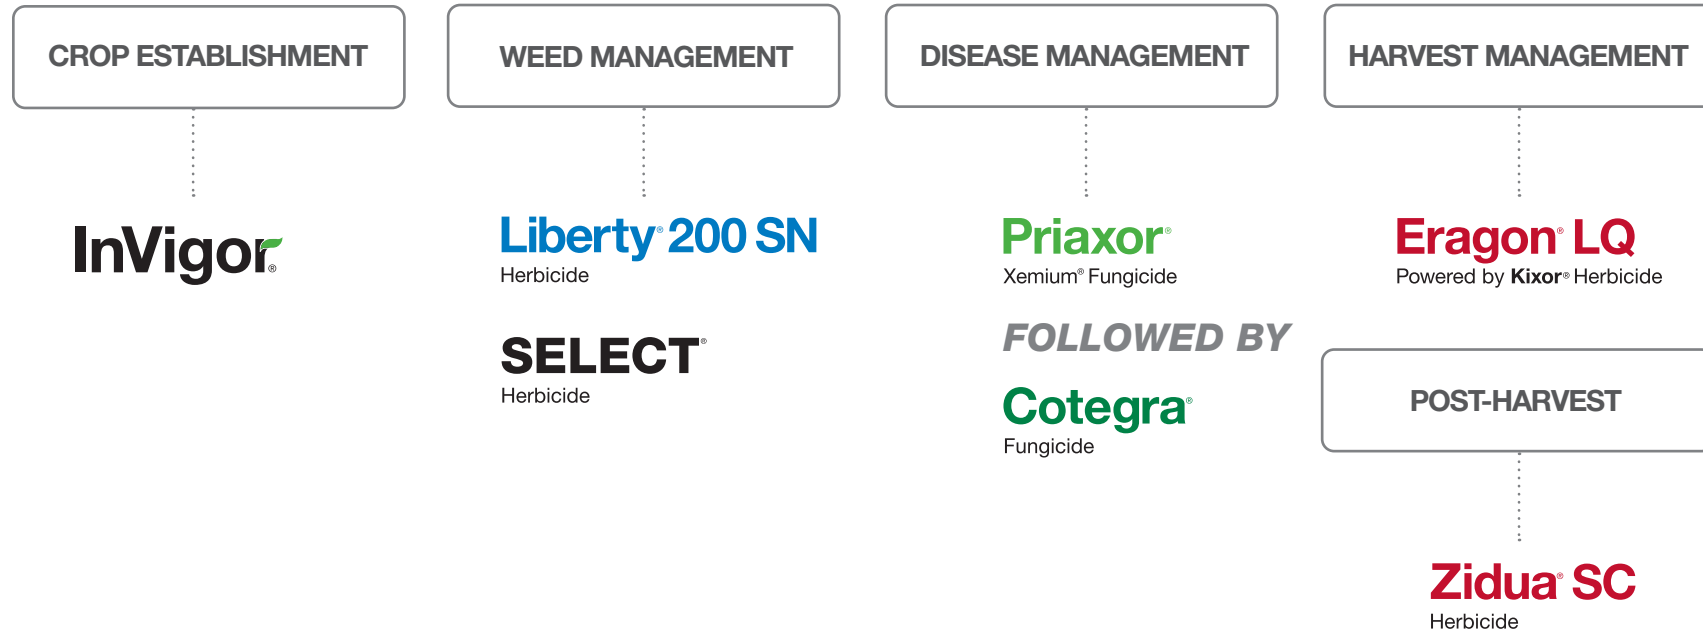 CROP ESTABLISHMENT
InVigor®
WEED MANAGEMENT
Liberty® 200 SN
Herbicide
SELECT®
Herbicide
DISEASE MANAGEMENT
Priaxor®
Xemium® Fungicide
FOLLOWED BY
Cotegra®
Fungicide
HARVEST MANAGEMENT
Eragon® LQ
Powered by Kixor® Herbicide
POST-HARVEST
Zidua® SC
Herbicide